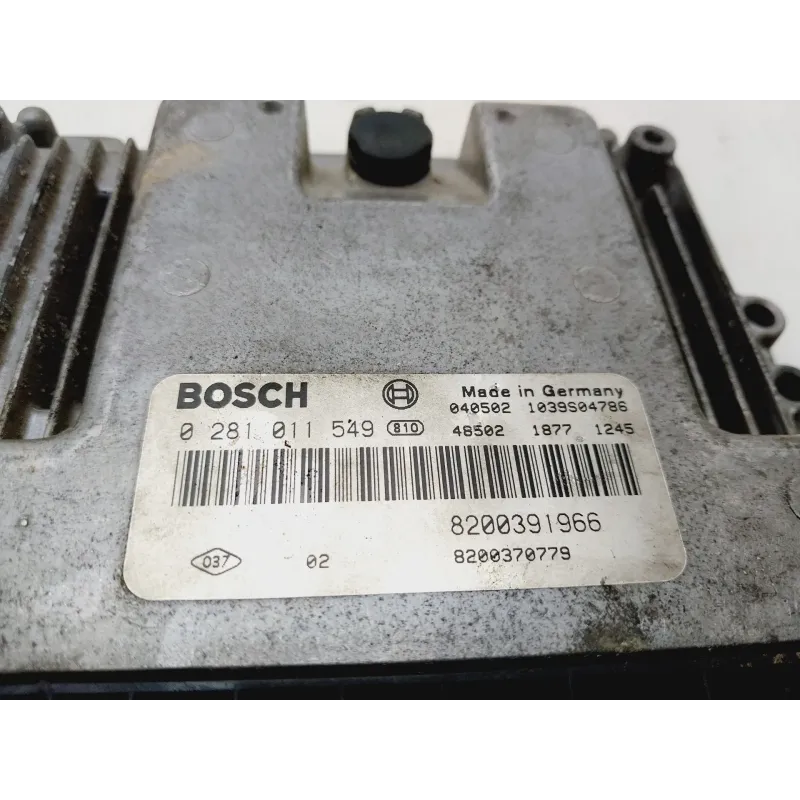 BOSCH
Made in Germany
040502 1039S04786
0 281 011 549 810 48502 1877 1245
8200391966
037 02 8200370779